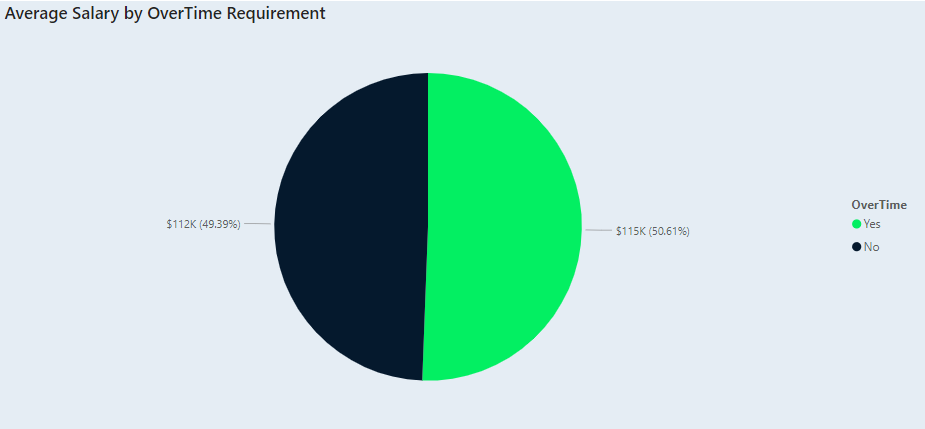 Average Salary by OverTime Requirement
$112K (49.39%)
$115K (50.61%)
OverTime
Yes
No